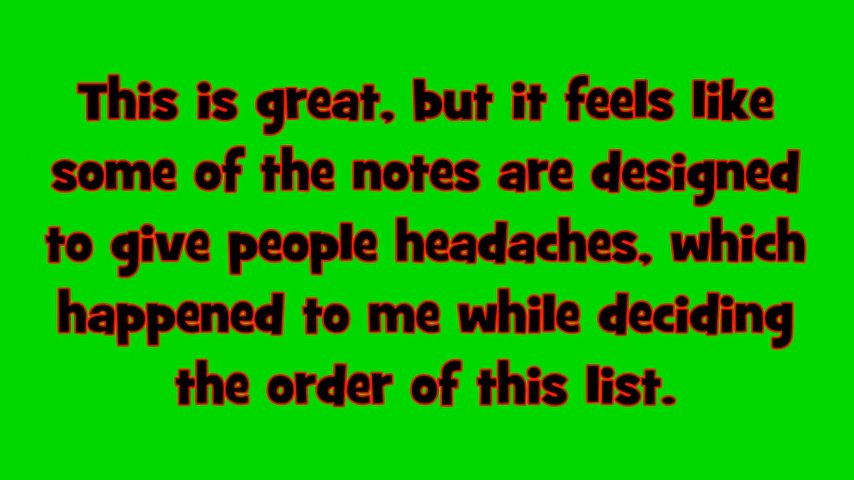 This is great, but it feels like
some of the notes are designed
to give people headaches, which
happened to me while deciding
the order of this list.